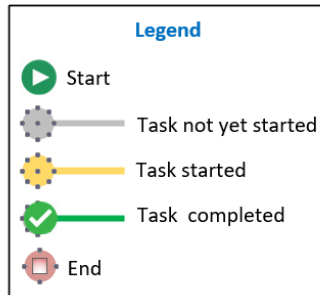 Legend
Start
Task not yet started
Task started
Task completed
End